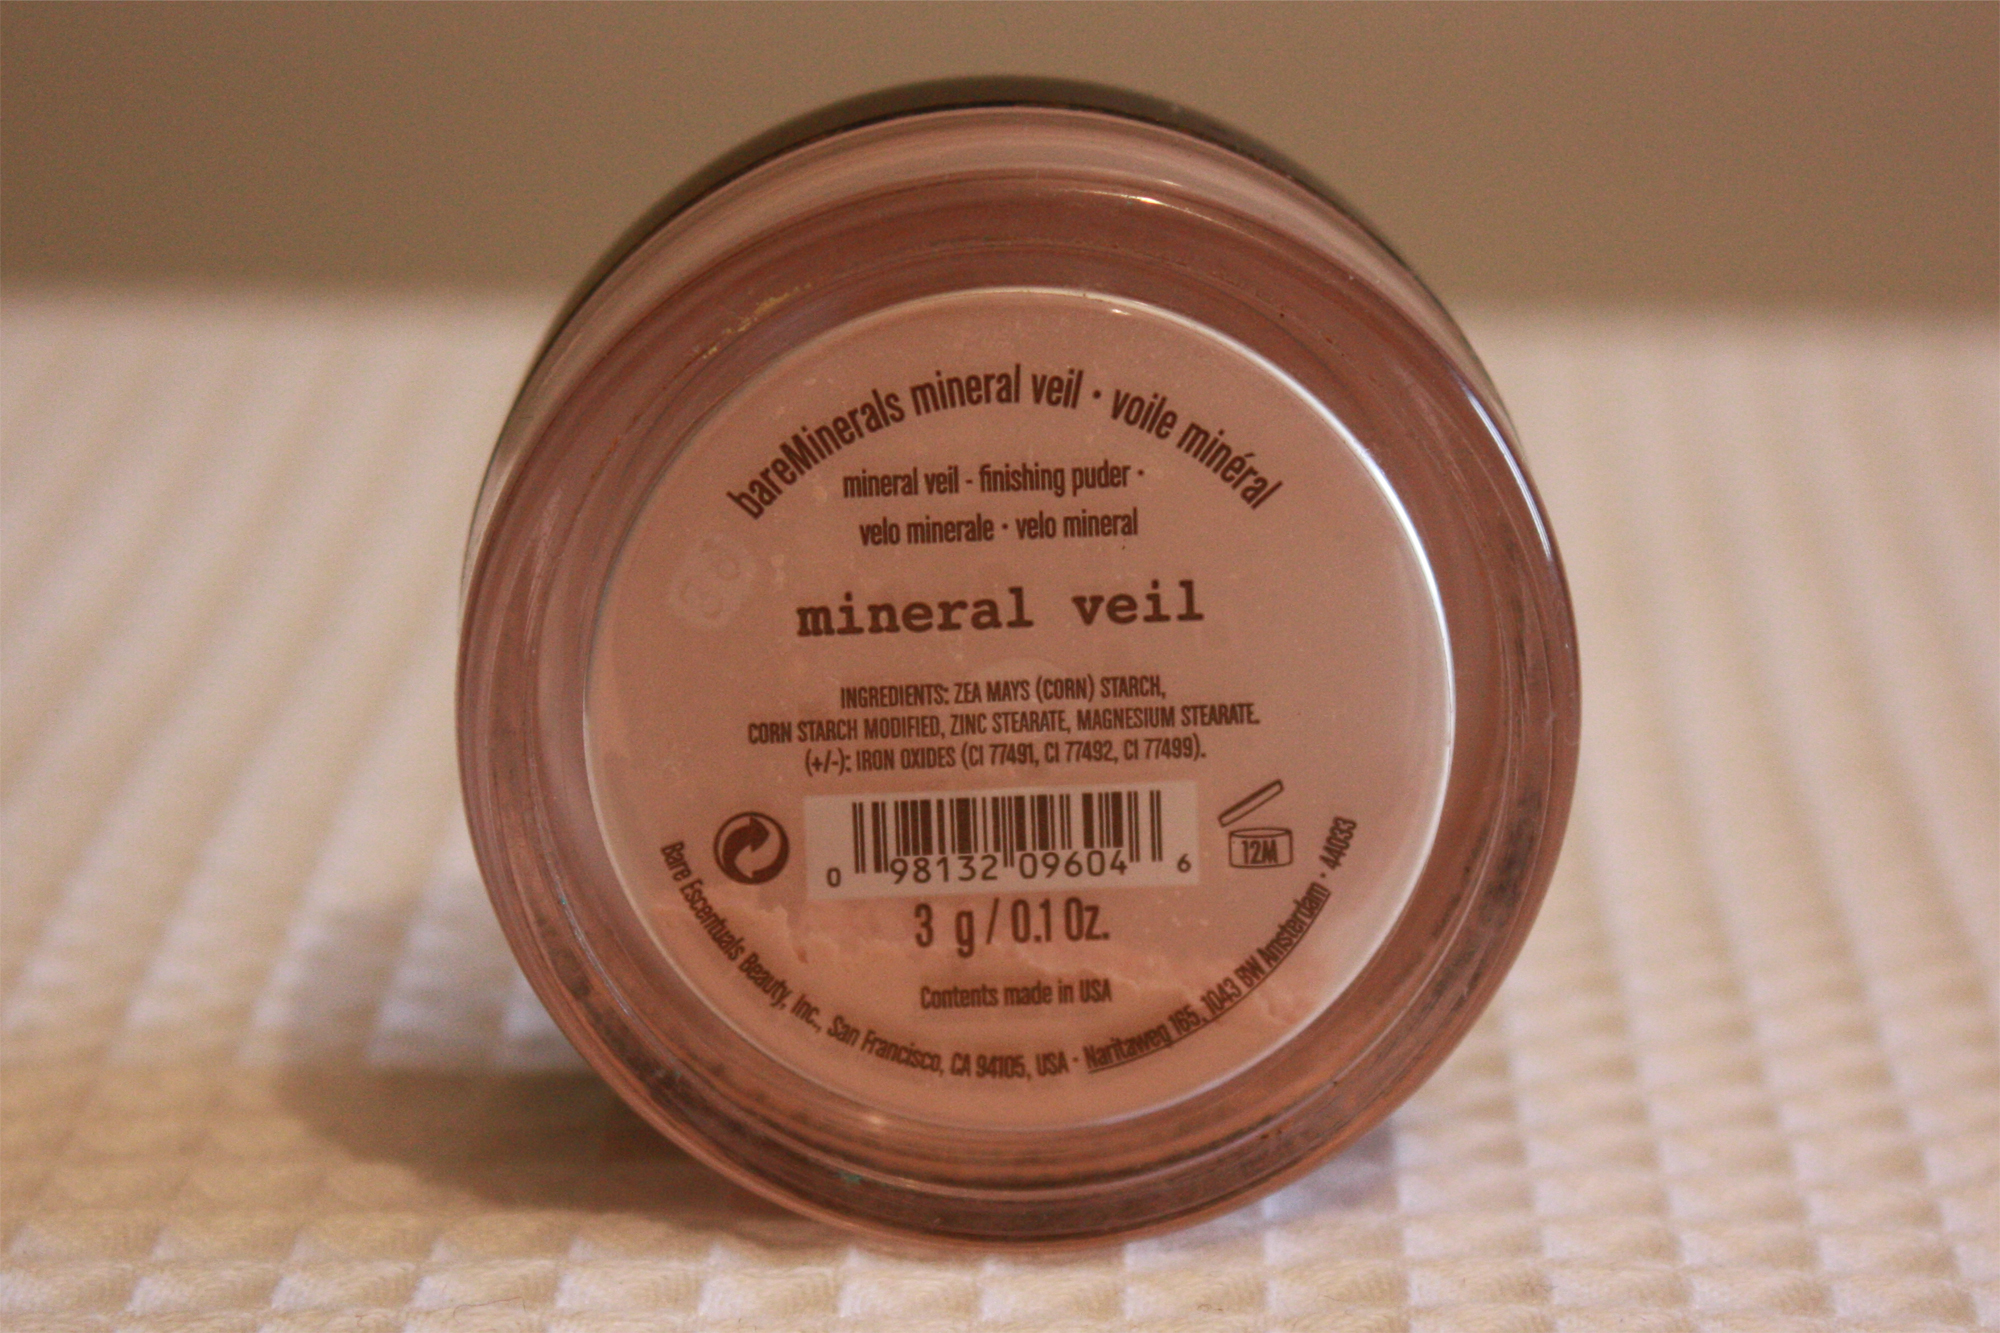 bareMinerals mineral veil · voile minéral
mineral veil - finishing puder ·
velo minerale · velo mineral
mineral veil
INGREDIENTS: ZEA MAYS (CORN) STARCH,
CORN STARCH MODIFIED, ZINC STEARATE, MAGNESIUM STEARATE.
(+/-): IRON OXIDES (CI 77491, CI 77492, CI 77499).
0 98132 09604 6
12M
3 g / 0.1 Oz.
Contents made in USA
Bare Escentuals Beauty, Inc., San Francisco, CA 94105, USA · Naritaweg 165, 1043 BW Amsterdam · 4A033